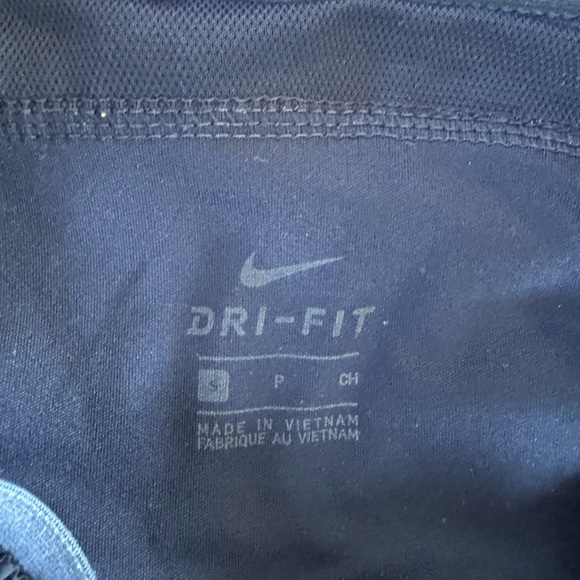 DRI-FIT
S P CH
MADE IN VIETNAM
FABRIQUE AU VIETNAM